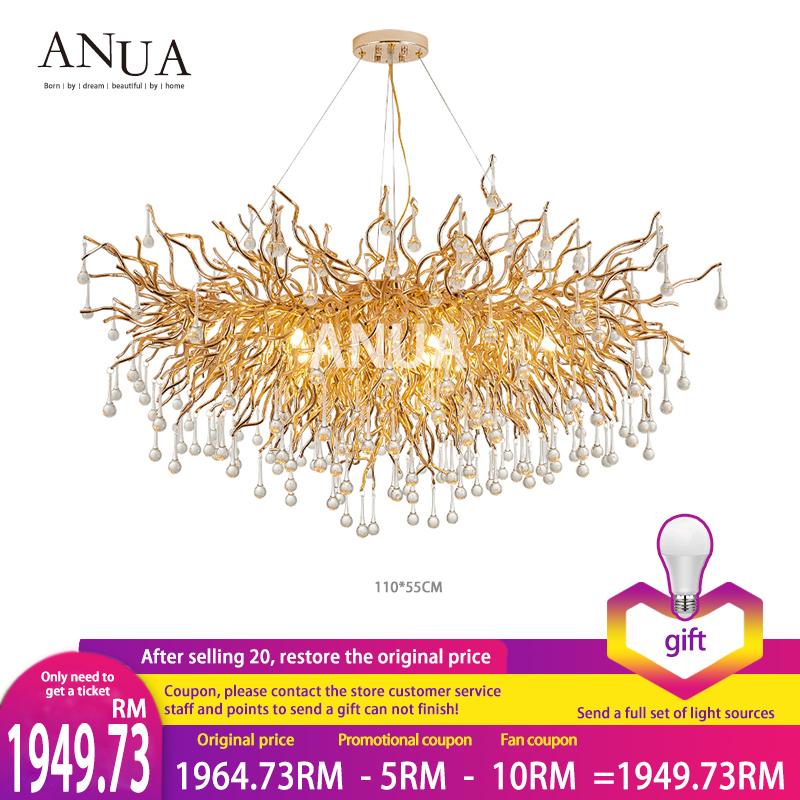 ANUA
Born | by | dream | beautiful | by | home
ANUA
110*55CM
gift
After selling 20, restore the original price
Only need to
get a ticket
RM
1949.73
Coupon, please contact the store customer service
staff and points to send a gift can not finish!
Send a full set of light sources
Original price Promotional coupon Fan coupon
1964.73RM - 5RM - 10RM =1949.73RM